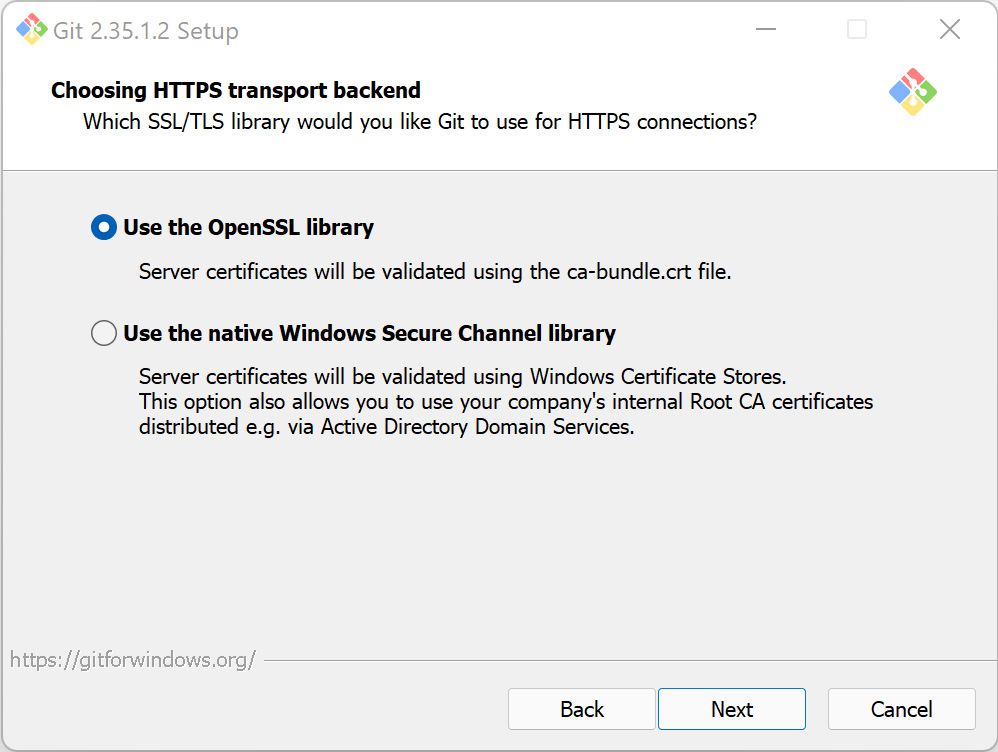 Git 2.35.1.2 Setup
Choosing HTTPS transport backend
Which SSL/TLS library would you like Git to use for HTTPS connections?
Use the OpenSSL library
Server certificates will be validated using the ca-bundle.crt file.
Use the native Windows Secure Channel library
Server certificates will be validated using Windows Certificate Stores.
This option also allows you to use your company's internal Root CA certificates
distributed e.g. via Active Directory Domain Services.
https://gitforwindows.org/
Back
Next
Cancel